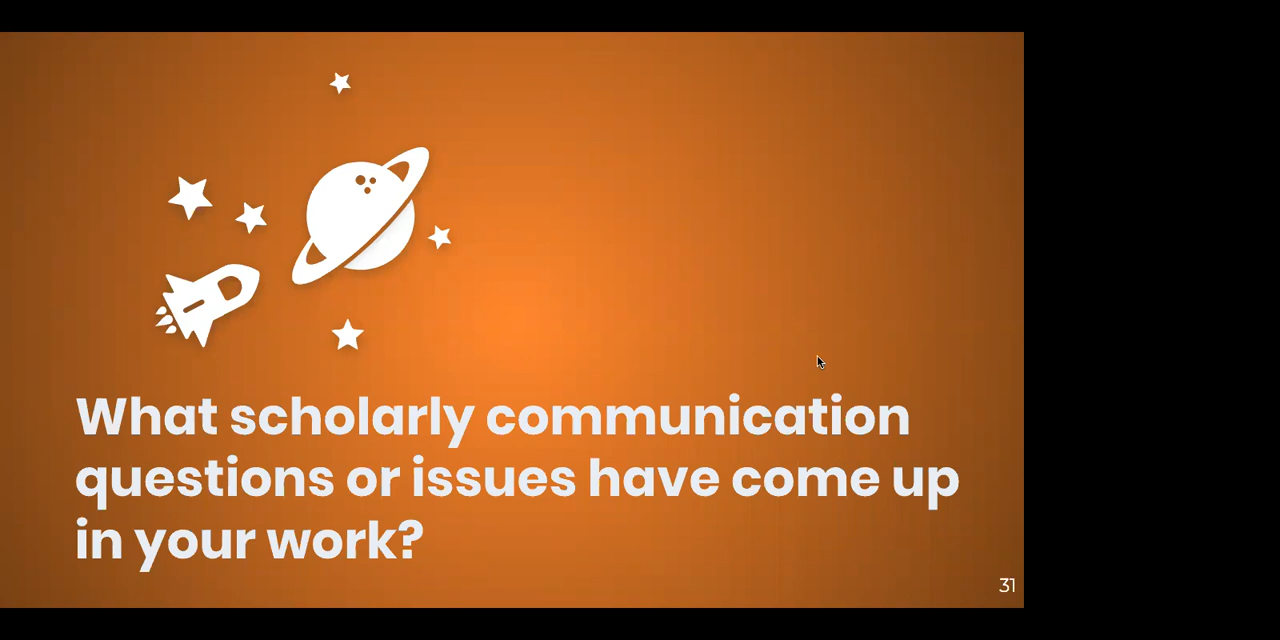 What scholarly communication
questions or issues have come up
in your work?
31